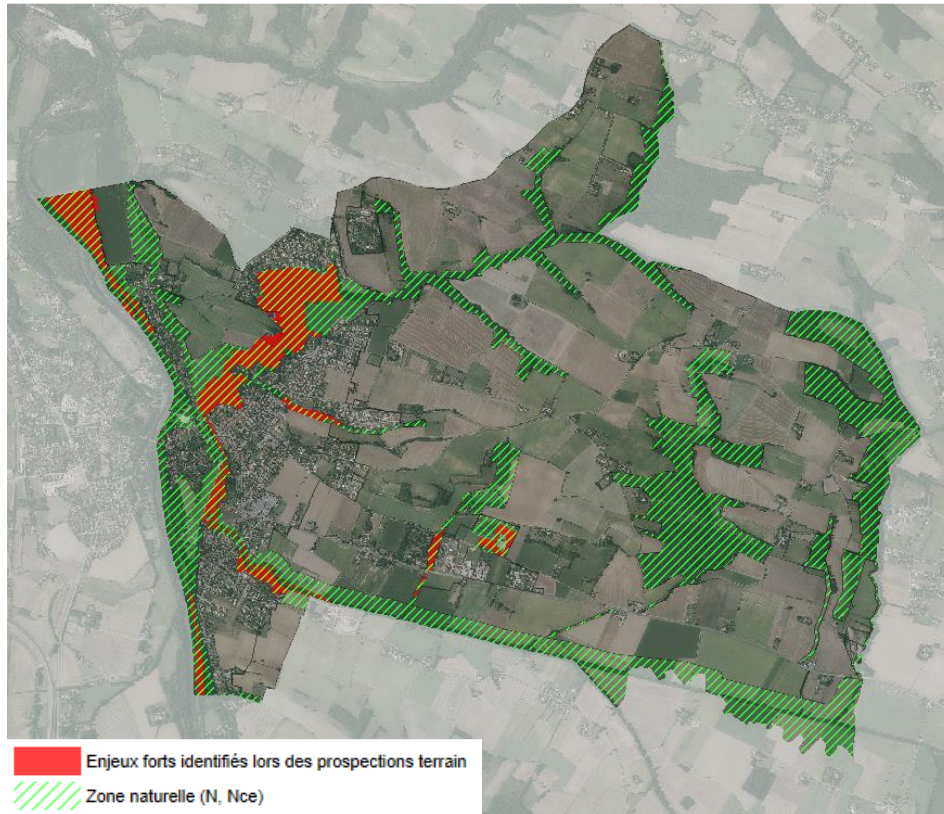 Enjeux forts identifiés lors des prospections terrain
Zone naturelle (N, Nce)